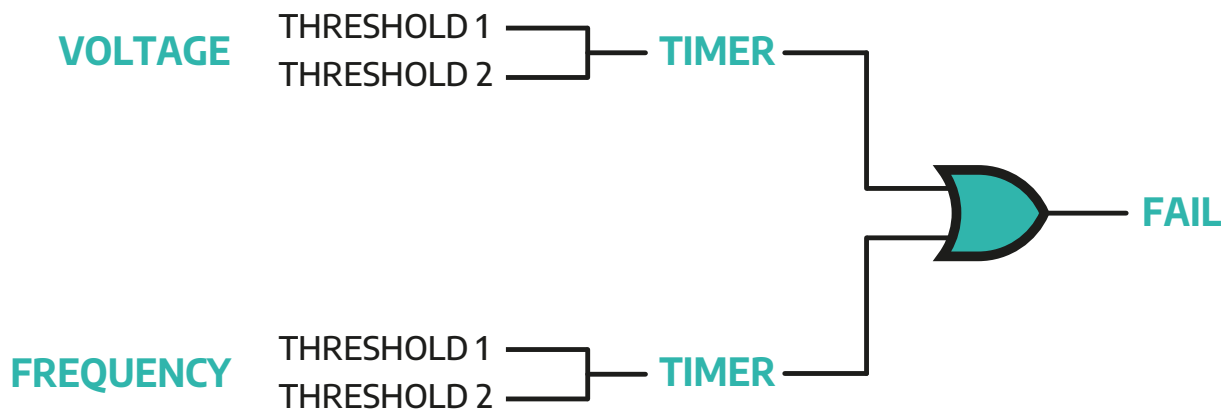 VOLTAGE
THRESHOLD 1
THRESHOLD 2
TIMER
FAIL
FREQUENCY
THRESHOLD 1
THRESHOLD 2
TIMER